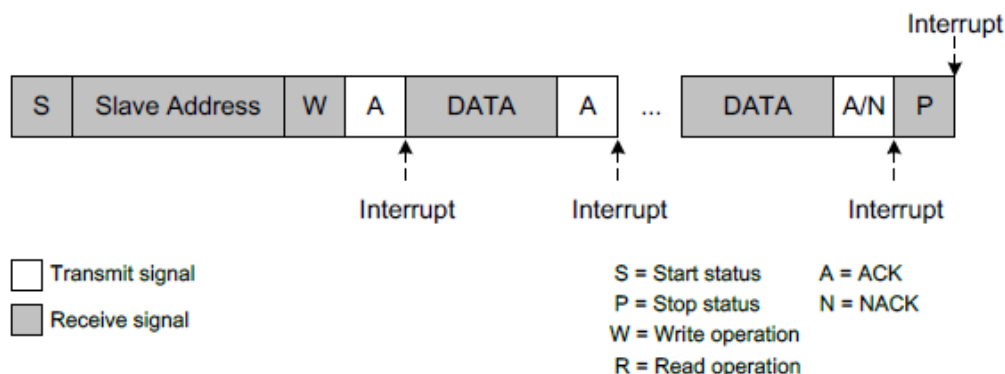 Interrupt
S Slave Address W A DATA A ... DATA A/N P
Interrupt Interrupt Interrupt
Transmit signal S = Start status A = ACK
Receive signal P = Stop status N = NACK
W = Write operation
R = Read operation